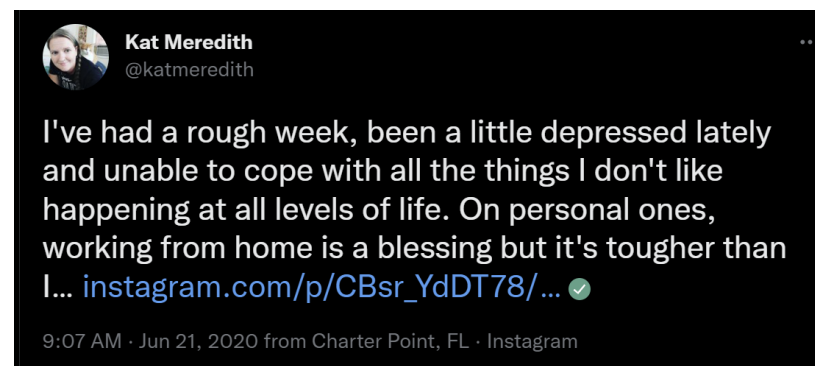 Kat Meredith
@katmeredith
I've had a rough week, been a little depressed lately
and unable to cope with all the things I don't like
happening at all levels of life. On personal ones,
working from home is a blessing but it's tougher than
I... instagram.com/p/CBsr_YdDT78/...
9:07 AM · Jun 21, 2020 from Charter Point, FL · Instagram